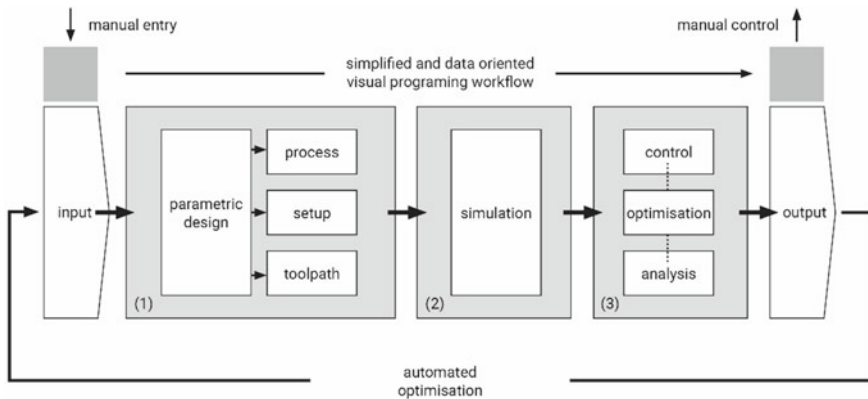 manual entry
manual control
simplified and data oriented
visual programing workflow
input
parametric
design
process
setup
toolpath
(1)
simulation
(2)
control
optimisation
analysis
(3)
output
automated
optimisation